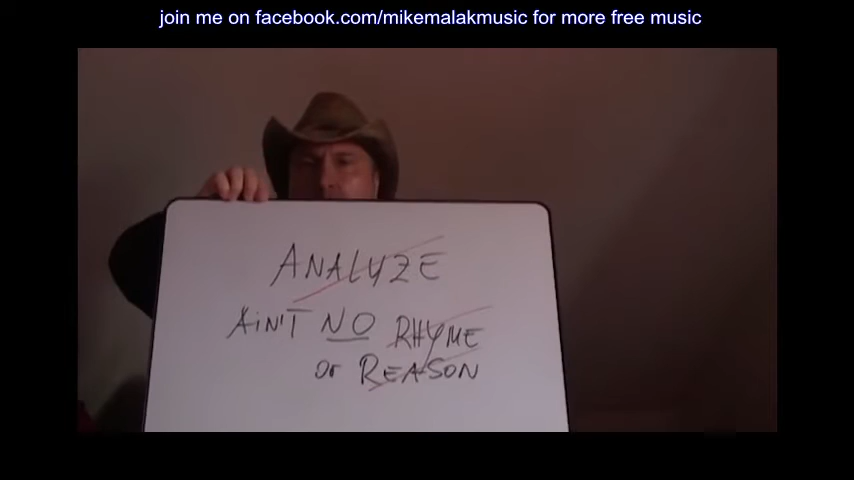 join me on facebook.com/mikemalakmusic for more free music
ANALYZE
AIN'T NO RHYME
or REASON